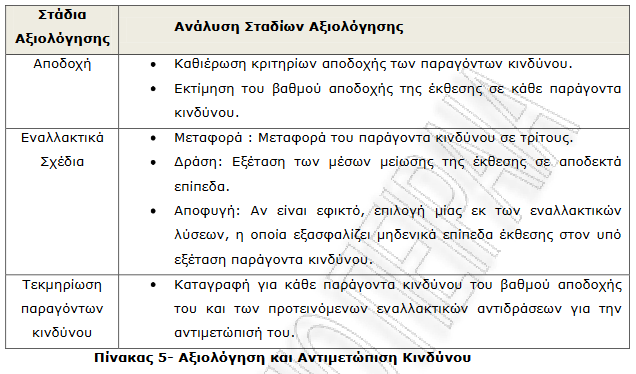 Στάδια
Αξιολόγησης
Ανάλυση Σταδίων Αξιολόγησης
Αποδοχή
• Καθιέρωση κριτηρίων αποδοχής των παραγόντων κινδύνου.
• Εκτίμηση του βαθμού αποδοχής της έκθεσης σε κάθε παράγοντα
κινδύνου.
Εναλλακτικά
Σχέδια
• Μεταφορά : Μεταφορά του παράγοντα κινδύνου σε τρίτους.
• Δράση: Εξέταση των μέσων μείωσης της έκθεσης σε αποδεκτά
επίπεδα.
• Αποφυγή: Αν είναι εφικτό, επιλογή μίας εκ των εναλλακτικών
λύσεων, η οποία εξασφαλίζει μηδενικά επίπεδα έκθεσης στον υπό
εξέταση παράγοντα κινδύνου.
Τεκμηρίωση
παραγόντων
κινδύνου
• Καταγραφή για κάθε παράγοντα κινδύνου του βαθμού αποδοχής
του και των προτεινόμενων εναλλακτικών αντιδράσεων για την
αντιμετώπισή του.
Πίνακας 5- Αξιολόγηση και Αντιμετώπιση Κινδύνου
ΠΕΙΡΑΙΑ